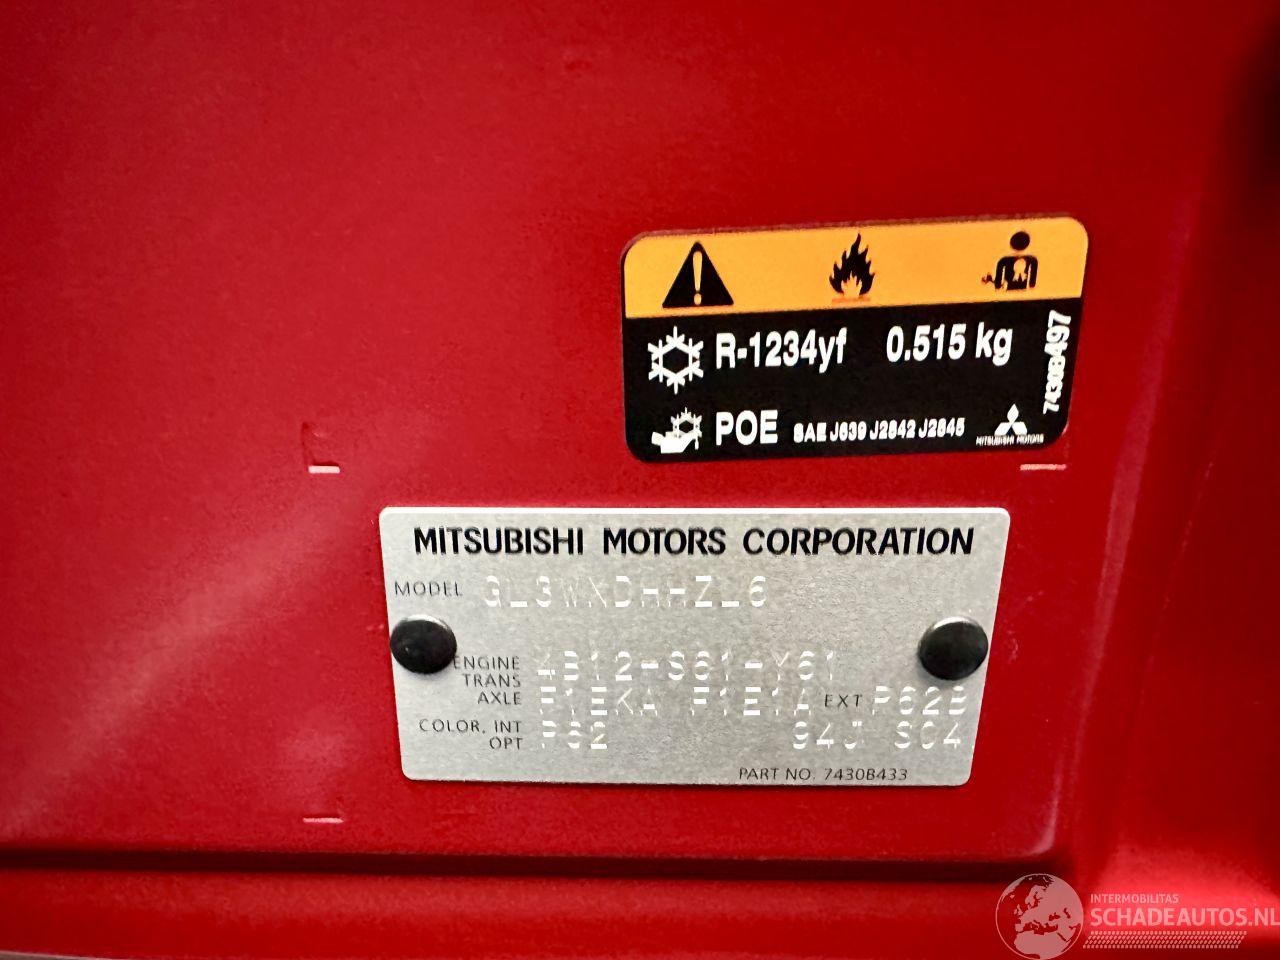 R-1234yf 0.515 kg
POE SAE J639 J2842 J2845
MITSUBISHI MOTORS
7430B497
MITSUBISHI MOTORS CORPORATION
MODEL GL3WXDHHZL6
ENGINE 4B12-S61-Y61
TRANS
AXLE F1EKA F1E1A EXT P62B
COLOR, INT
OPT P62 94J S04
PART NO. 7430B433
INTERMOBILITAS
SCHADEAUTOS.NL